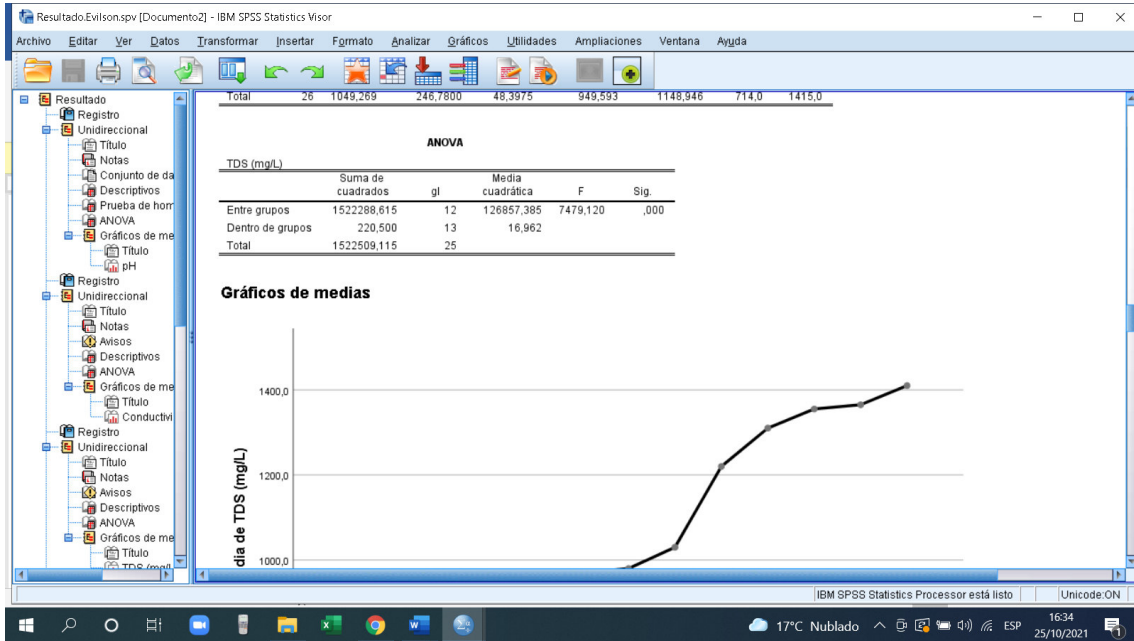 Resultado.Evilson.spv [Documento2] - IBM SPSS Statistics Visor
Archivo Editar Ver Datos Transformar Insertar Formato Analizar Gráficos Utilidades Ampliaciones Ventana Ayuda
Resultado
Registro
Unidireccional
Título
Notas
Conjunto de da
Descriptivos
Prueba de hom
ANOVA
Gráficos de me
Título
pH
Registro
Unidireccional
Título
Notas
Avisos
Descriptivos
ANOVA
Gráficos de me
Título
Conductivi
Registro
Unidireccional
Título
Notas
Avisos
Descriptivos
ANOVA
Gráficos de me
Título
TDS (mg/l
Total 26 1049,269 246,7800 48,3975 949,593 1148,946 714,0 1415,0
ANOVA
TDS (mg/L)
Suma de cuadrados gl Media cuadrática F Sig.
Entre grupos 1522288,615 12 126857,385 7479,120 ,000
Dentro de grupos 220,500 13 16,962
Total 1522509,115 25
Gráficos de medias
dia de TDS (mg/L)
1400,0
1200,0
1000,0
IBM SPSS Statistics Processor está listo Unicode:ON
17°C Nublado ESP 16:34
25/10/2021
1